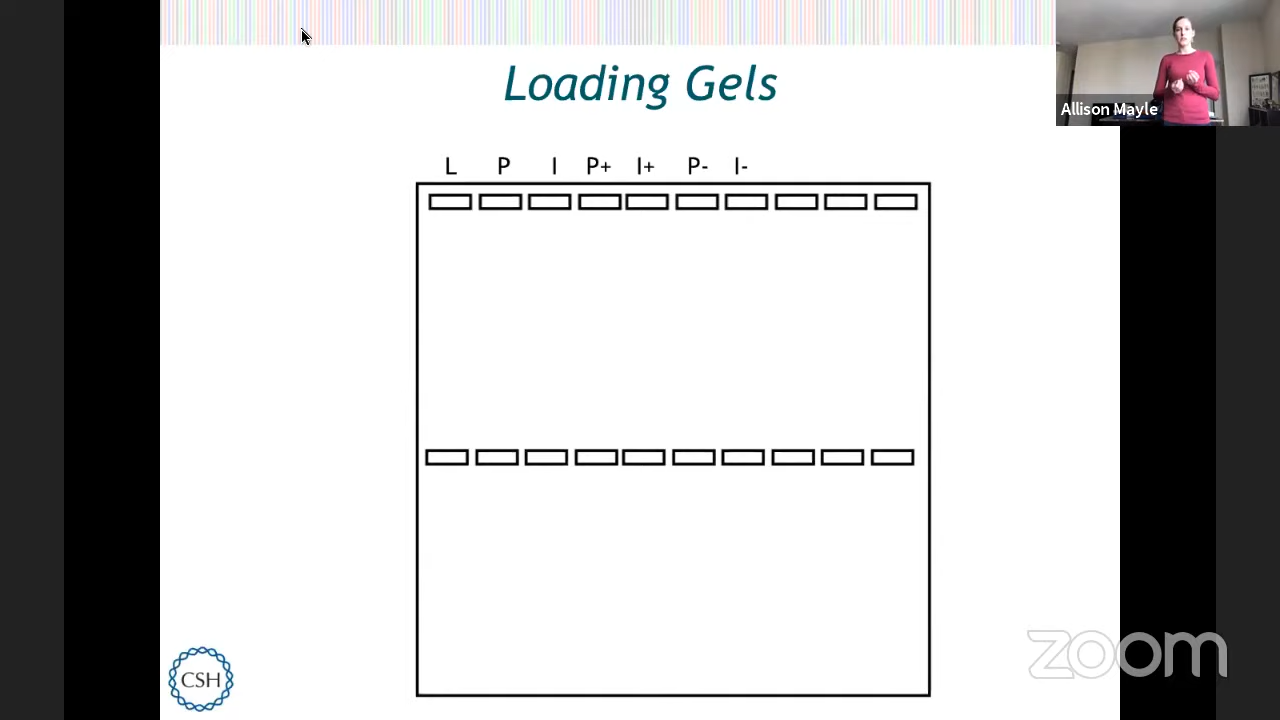 Loading Gels
Allison Mayle
L P I P+ I+ P- I-
CSH
zoom